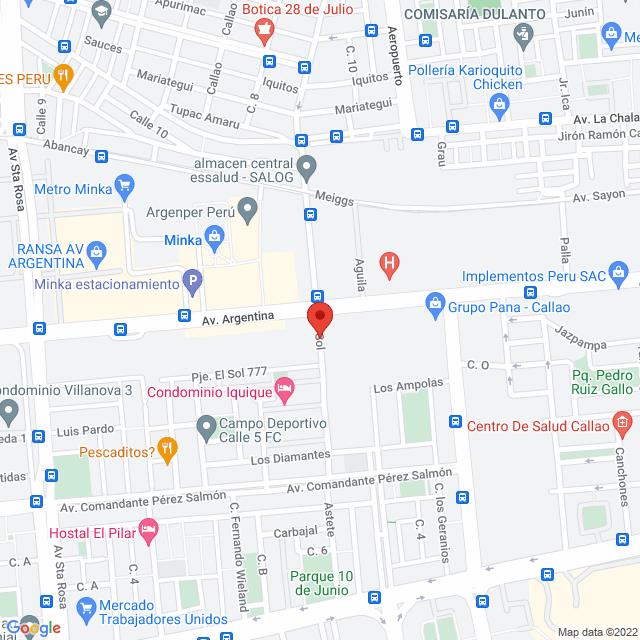 Apurimac
Callao
Botica 28 de Julio
Aeropuerto
COMISARÍA DULANTO
Junín
Me
Sauces
C. 10
ES PERU
Mariategui
Callao
C. 8
Iquitos
Iquitos
Pollería Karioquito
Chicken
Jr. Ica
Calle 9
Tupac Amaru
Mariategui
Av. La Chala
Calle 10
Abancay
Grau
Jirón Ramón Ca
Av Sta Rosa
almacen central
essalud - SALOG
Metro Minka
Meiggs
Av. Sayon
Argenper Perú
Minka
RANSA AV
ARGENTINA
Aguila
H
Palla
Minka estacionamiento
P
Implementos Peru SAC
Av. Argentina
Grupo Pana - Callao
Sol
Jazpampa
Pje. El Sol 777
C. O
Condominio Iquique
Los Ampolas
Pq. Pedro
Ruiz Gallo
ondominio Villanova 3
Campo Deportivo
Calle 5 FC
Centro De Salud Callao
Luis Pardo
eda 1
Pescaditos?
Los Diamantes
Canchones
tidas
Av. Comandante Pérez Salmón
Av. Comandante Pérez Salmón
C. los Geranios
Astete
C. Fernando Wieland
Hostal El Pilar
Carbajal
C. 4
C. 6
C. A
C. A
C. 4
C. B
Av Sta Rosa
Parque 10
de Junio
Mercado
Trabajadores Unidos
nial
Google
Map data ©2022